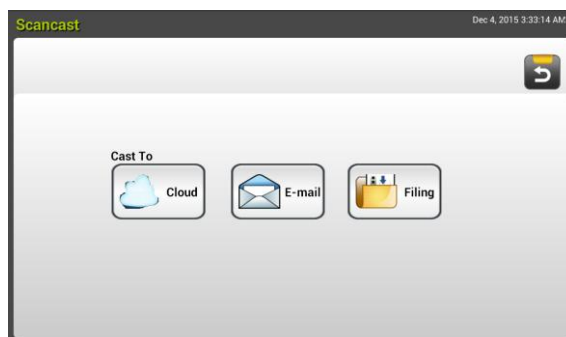 Scancast
Dec 4, 2015 3:33:14 AM
Cast To
Cloud
E-mail
Filing